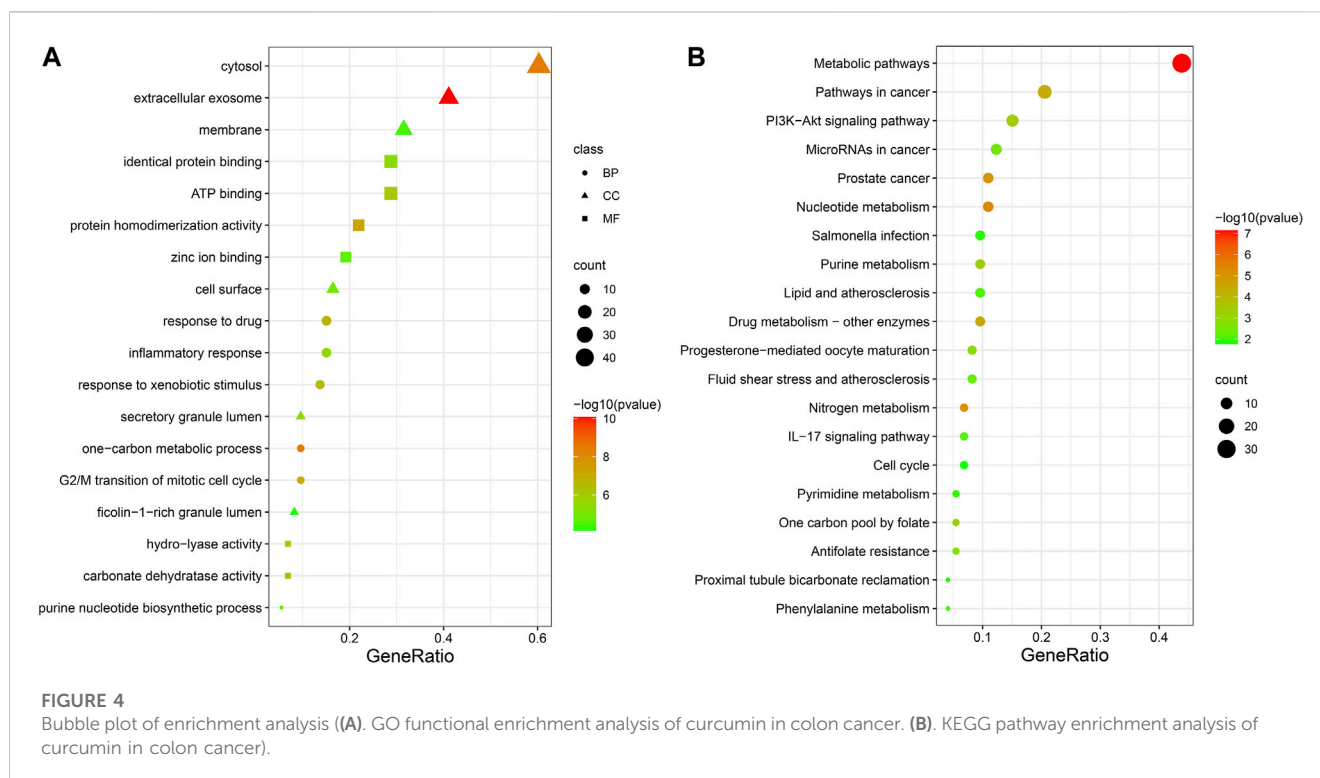 A
cytosol
extracellular exosome
membrane
identical protein binding
ATP binding
protein homodimerization activity
zinc ion binding
cell surface
response to drug
inflammatory response
response to xenobiotic stimulus
secretory granule lumen
one−carbon metabolic process
G2/M transition of mitotic cell cycle
ficolin−1−rich granule lumen
hydro−lyase activity
carbonate dehydratase activity
purine nucleotide biosynthetic process
0.2 0.4 0.6
GeneRatio
class
BP
CC
MF
count
10
20
30
40
−log10(pvalue)
10
8
6
B
Metabolic pathways
Pathways in cancer
PI3K−Akt signaling pathway
MicroRNAs in cancer
Prostate cancer
Nucleotide metabolism
Salmonella infection
Purine metabolism
Lipid and atherosclerosis
Drug metabolism − other enzymes
Progesterone−mediated oocyte maturation
Fluid shear stress and atherosclerosis
Nitrogen metabolism
IL−17 signaling pathway
Cell cycle
Pyrimidine metabolism
One carbon pool by folate
Antifolate resistance
Proximal tubule bicarbonate reclamation
Phenylalanine metabolism
0.1 0.2 0.3 0.4
GeneRatio
−log10(pvalue)
7
6
5
4
3
2
count
10
20
30
FIGURE 4
Bubble plot of enrichment analysis ((A). GO functional enrichment analysis of curcumin in colon cancer. (B). KEGG pathway enrichment analysis of
curcumin in colon cancer).